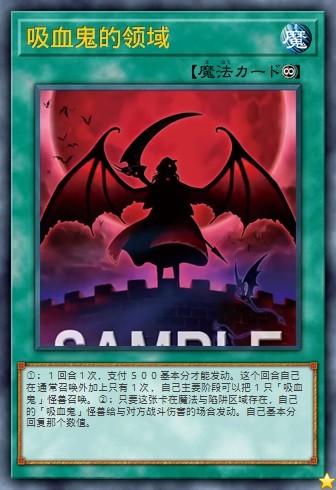 吸血鬼的领域
魔
【魔法カード】
SAMPLE
①：1回合1次，支付500基本分才能发动。这个回合自己
在通常召唤外加上只有1次，自己主要阶段可以把1只「吸血
鬼」怪兽召唤。②：只要这张卡在魔法与陷阱区域存在，自己
的「吸血鬼」怪兽给与对方战斗伤害的场合发动。自己基本分
回复那个数值。